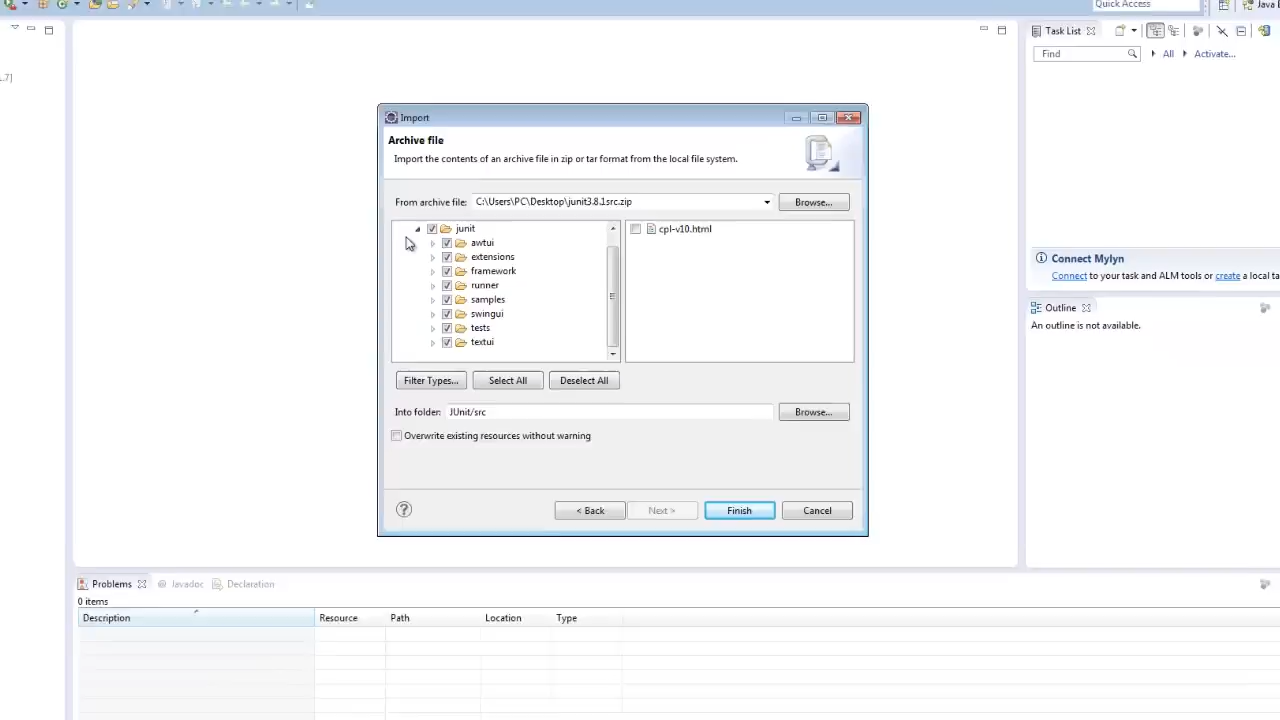 Quick Access
Java
.7]
Task List
Find
All
Activate...
Import
Archive file
Import the contents of an archive file in zip or tar format from the local file system.
From archive file: C:\Users\PC\Desktop\junit3.8.1src.zip Browse...
junit
awtui
extensions
framework
runner
samples
swingui
tests
textui
cpl-v10.html
Filter Types... Select All Deselect All
Into folder: JUnit/src Browse...
Overwrite existing resources without warning
? < Back Next > Finish Cancel
Connect Mylyn
Connect to your task and ALM tools or create a local ta
Outline
An outline is not available.
Problems Javadoc Declaration
0 items
Description Resource Path Location Type